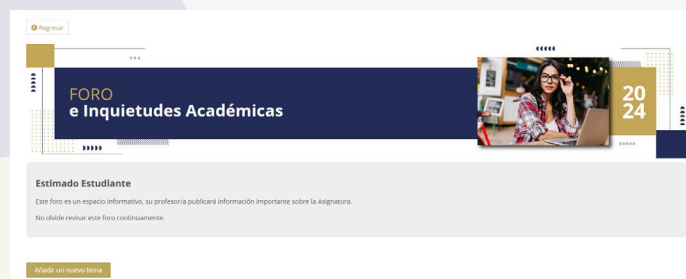 Regresar
FORO
e Inquietudes Académicas
20
24
Estimado Estudiante
Este foro es un espacio informativo, su profesor/a publicará información importante sobre la Asignatura.
No olvide revisar este foro continuamente.
Añadir un nuevo tema